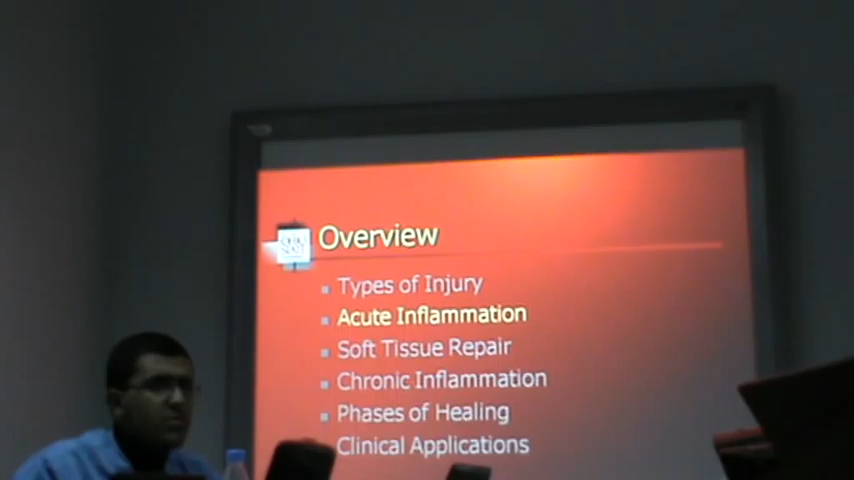 Overview
Types of Injury
Acute Inflammation
Soft Tissue Repair
Chronic Inflammation
Phases of Healing
Clinical Applications